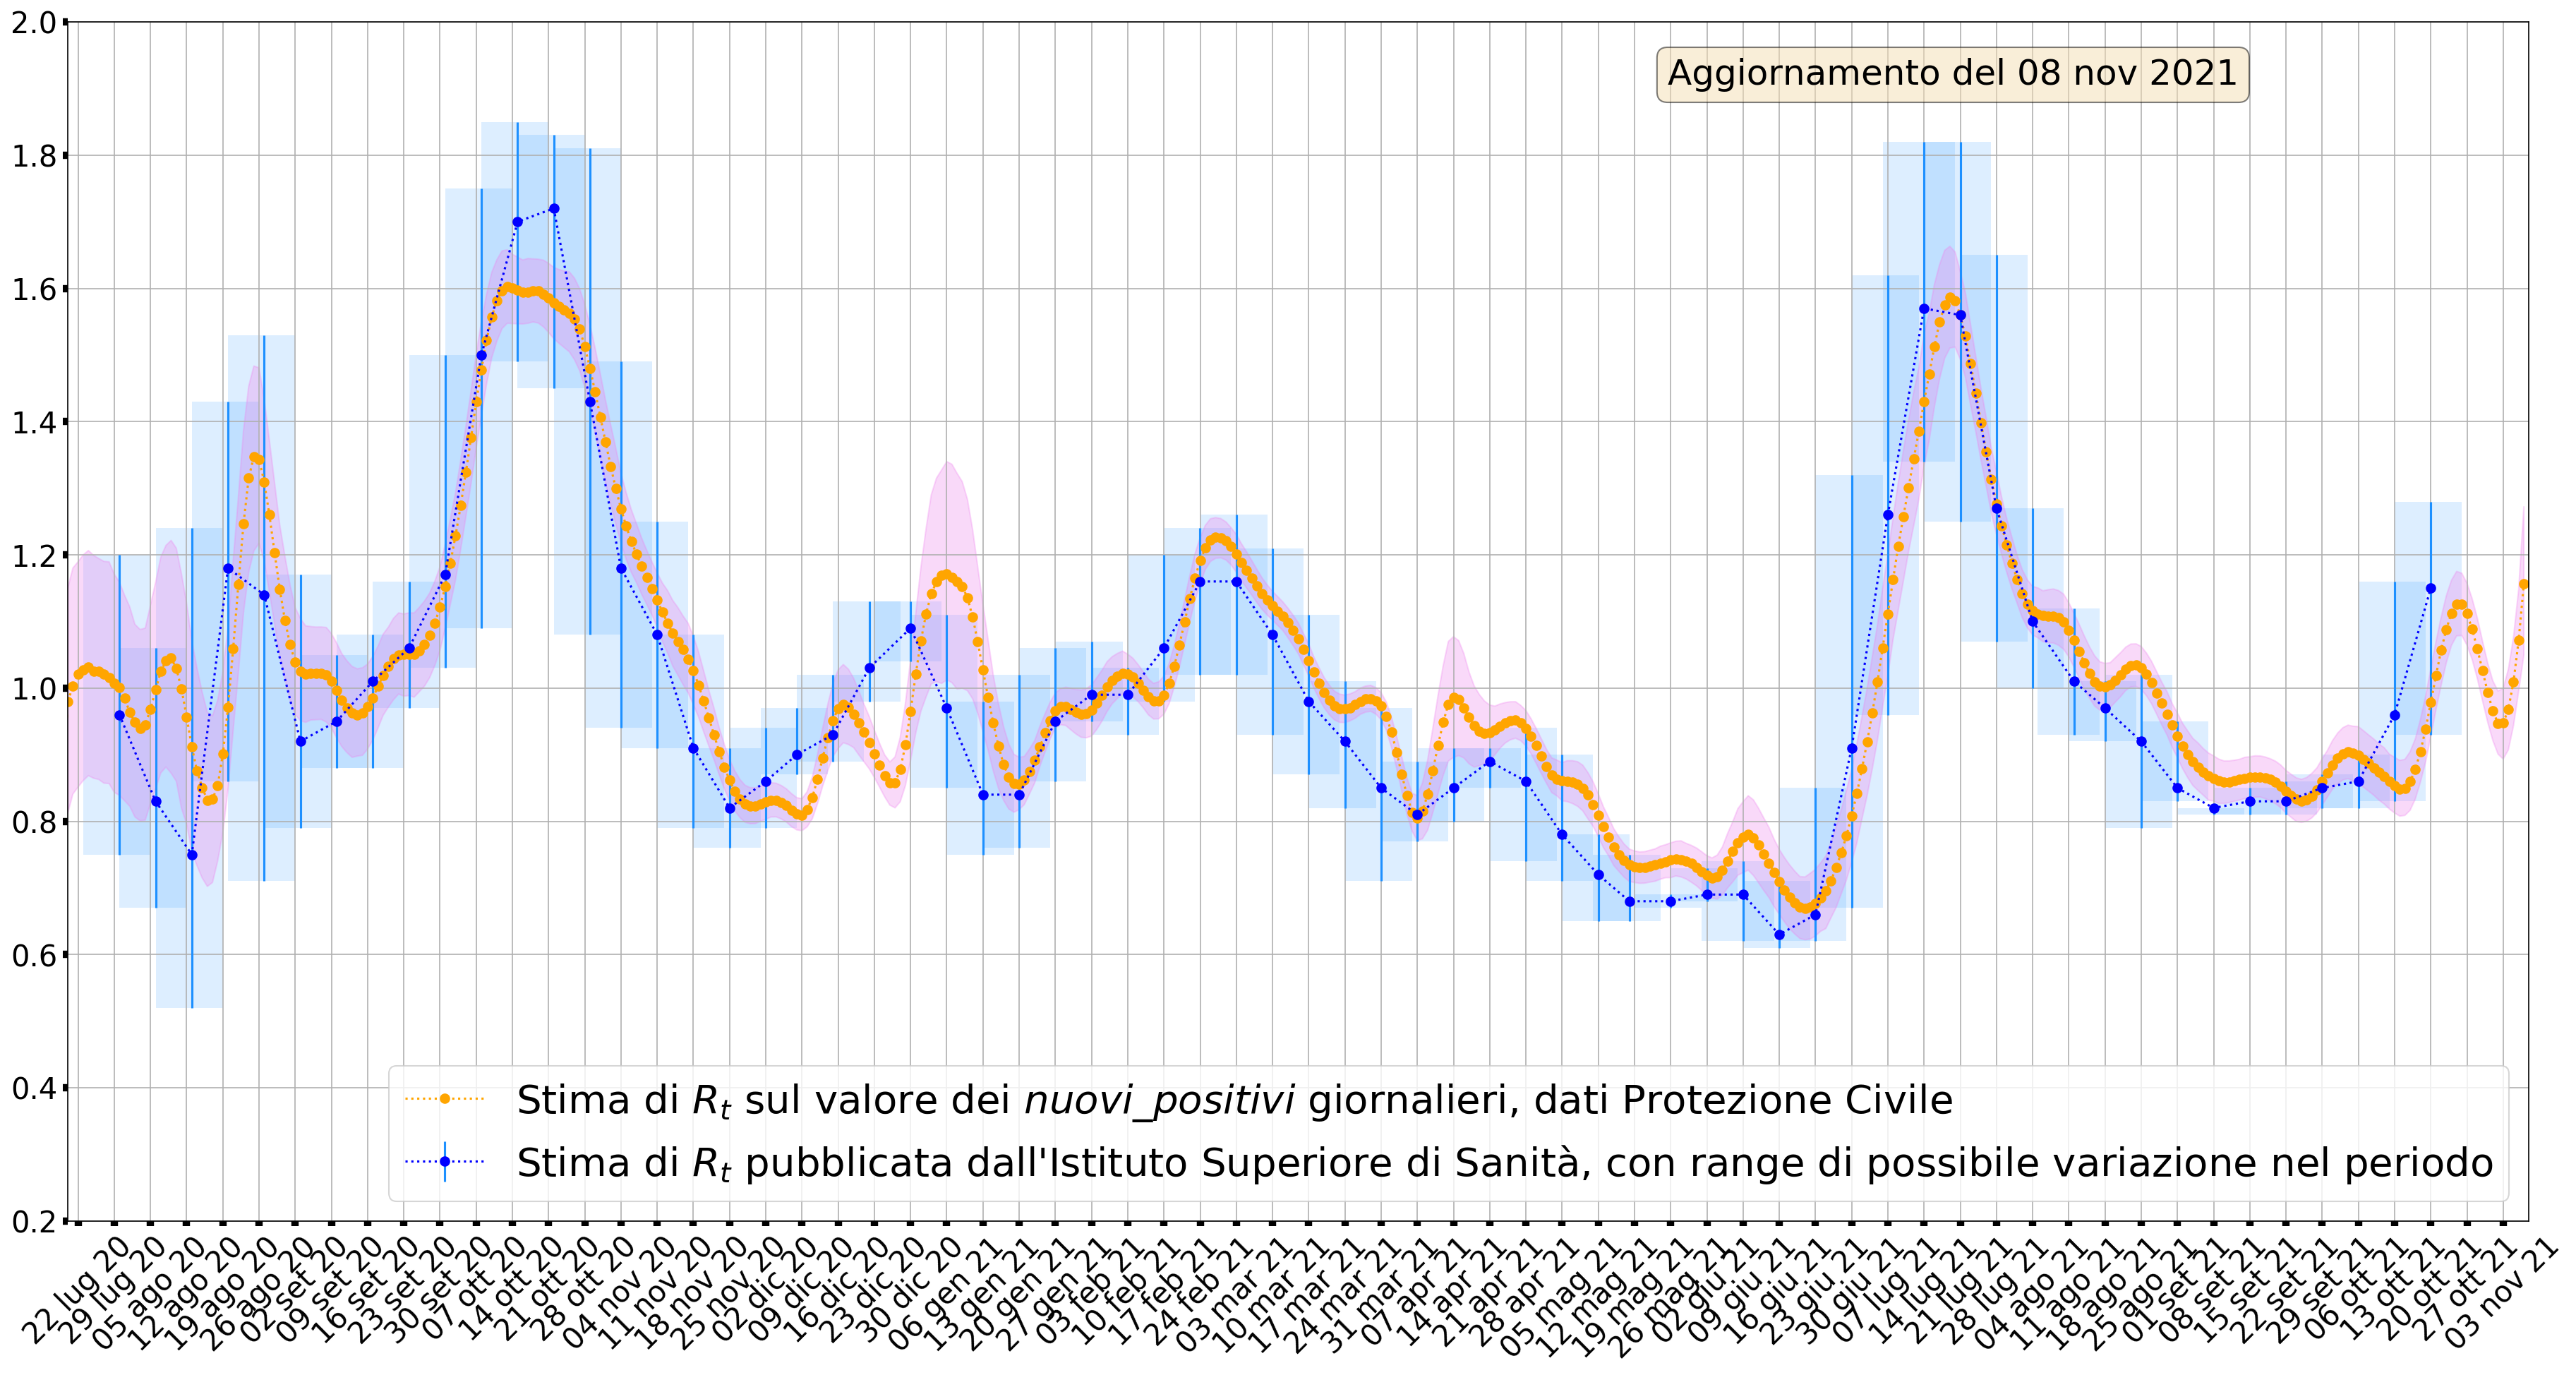 2.0
Aggiornamento del 08 nov 2021
1.8
1.6
1.4
1.2
1.0
0.8
0.6
0.4
Stima di Rt sul valore dei nuovi_positivi giornalieri, dati Protezione Civile
Stima di Rt pubblicata dall'Istituto Superiore di Sanità, con range di possibile variazione nel periodo
0.2
22 lug 20
29 lug 20
05 ago 20
12 ago 20
19 ago 20
26 ago 20
02 set 20
09 set 20
16 set 20
23 set 20
30 set 20
07 ott 20
14 ott 20
21 ott 20
28 ott 20
04 nov 20
11 nov 20
18 nov 20
25 nov 20
02 dic 20
09 dic 20
16 dic 20
23 dic 20
30 dic 20
06 gen 21
13 gen 21
20 gen 21
27 gen 21
03 feb 21
10 feb 21
17 feb 21
24 feb 21
03 mar 21
10 mar 21
17 mar 21
24 mar 21
31 mar 21
07 apr 21
14 apr 21
21 apr 21
28 apr 21
05 mag 21
12 mag 21
19 mag 21
26 mag 21
02 giu 21
09 giu 21
16 giu 21
23 giu 21
30 giu 21
07 lug 21
14 lug 21
21 lug 21
28 lug 21
04 ago 21
11 ago 21
18 ago 21
25 ago 21
01 set 21
08 set 21
15 set 21
22 set 21
29 set 21
06 ott 21
13 ott 21
20 ott 21
27 ott 21
03 nov 21